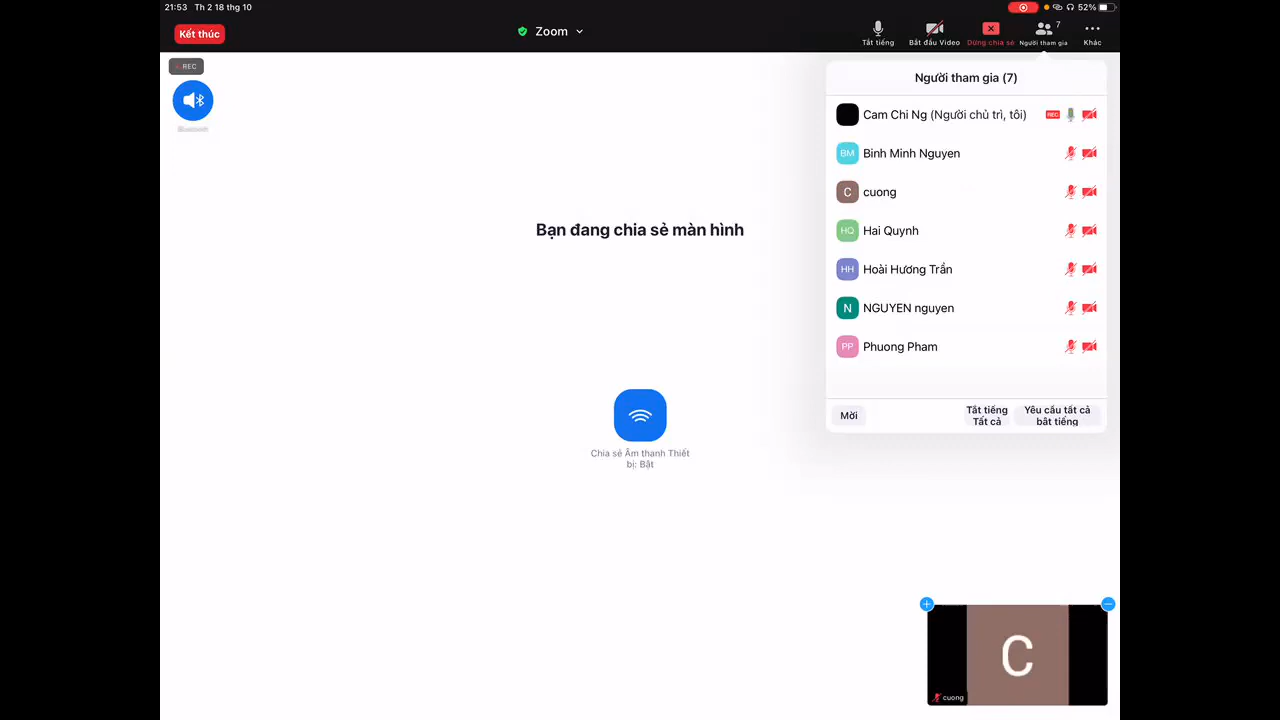 21:53 Th 2 18 thg 10
52%
Kết thúc
Zoom
Tắt tiếng
Bắt đầu Video
Dừng chia sẻ
7
Người tham gia
Khác
REC
Bluetooth
Người tham gia (7)
Cam Chi Ng (Người chủ trì, tôi)
REC
BM Binh Minh Nguyen
C cuong
HQ Hai Quynh
HH Hoài Hương Trần
N NGUYEN nguyen
PP Phuong Pham
Mời
Tắt tiếng
Tất cả
Yêu cầu tất cả
bật tiếng
Bạn đang chia sẻ màn hình
Chia sẻ Âm thanh Thiết
bị: Bật
C
cuong